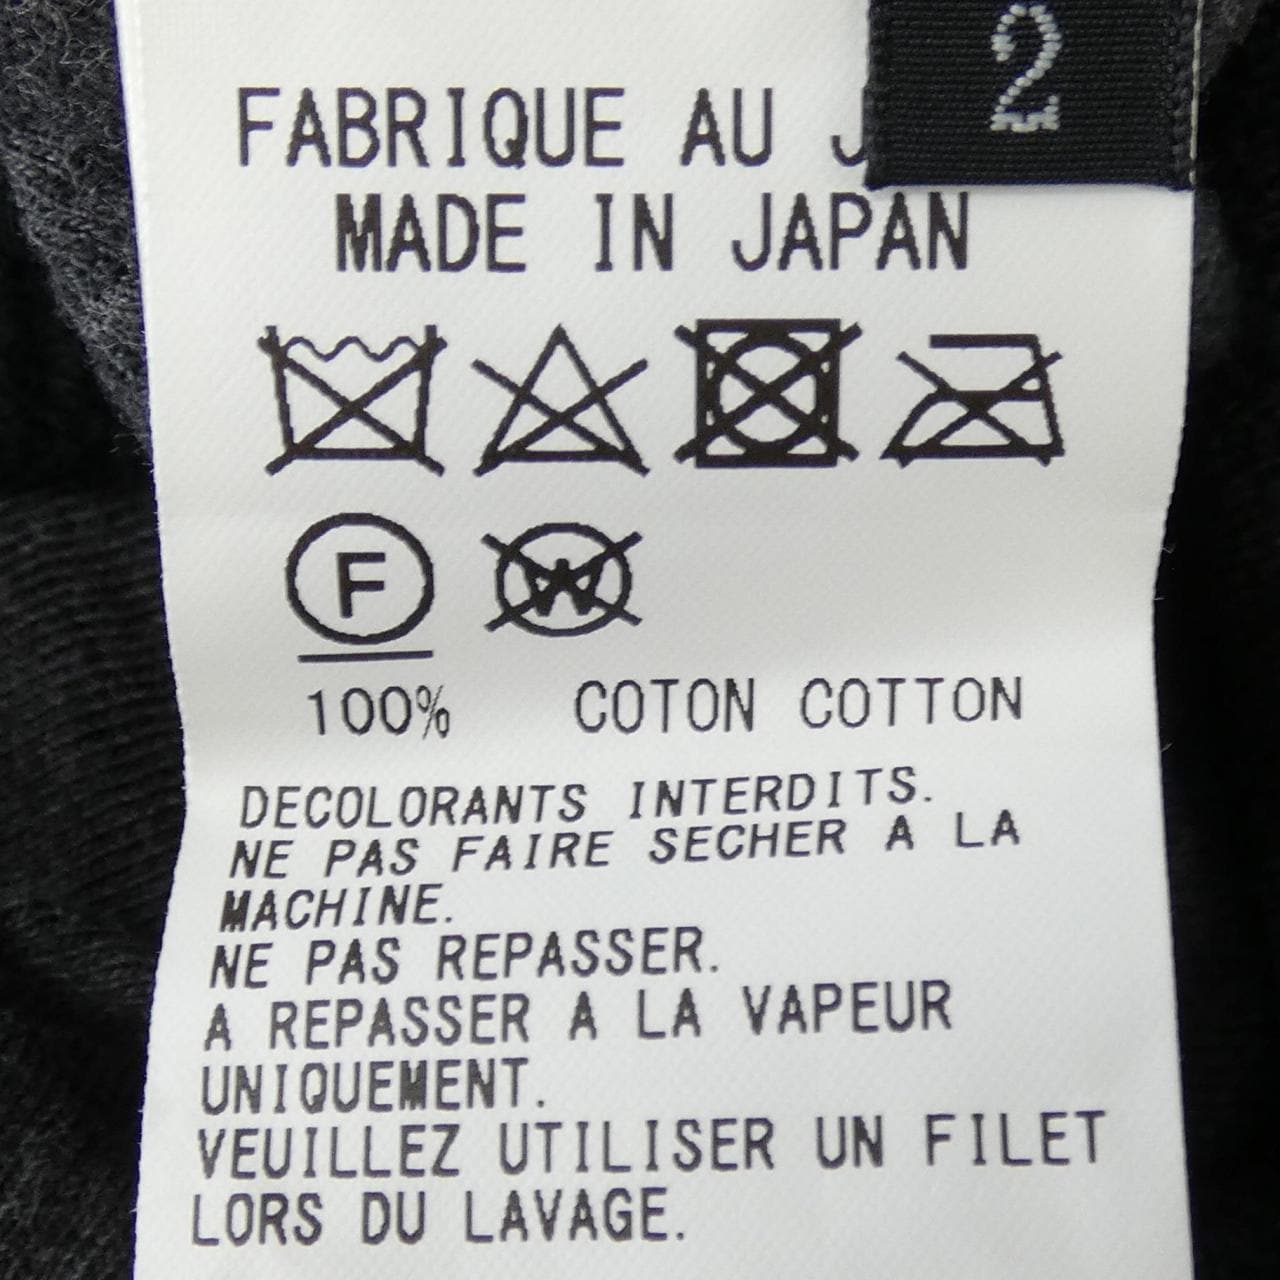 2
FABRIQUE AU J
MADE IN JAPAN
F W
100% COTON COTTON
DECOLORANTS INTERDITS.
NE PAS FAIRE SECHER A LA
MACHINE.
NE PAS REPASSER.
A REPASSER A LA VAPEUR
UNIQUEMENT.
VEUILLEZ UTILISER UN FILET
LORS DU LAVAGE.